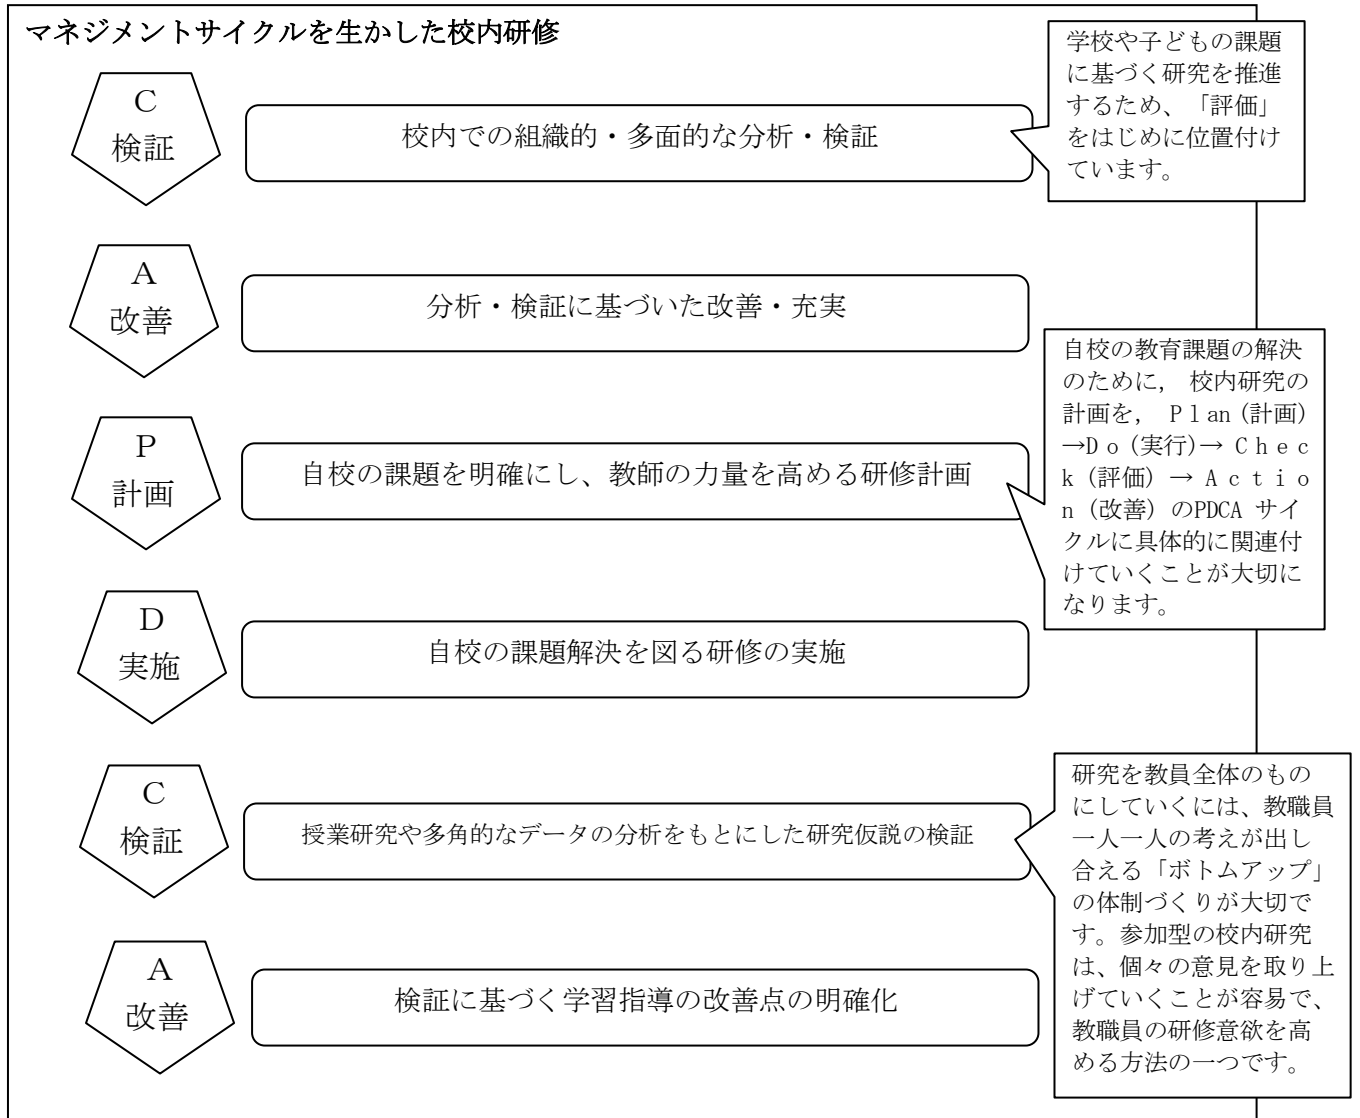 マネジメントサイクルを生かした校内研修
学校や子どもの課題
に基づく研究を推進
するため、「評価」
をはじめに位置付け
ています。
C
検証
校内での組織的・多面的な分析・検証
A
改善
分析・検証に基づいた改善・充実
自校の教育課題の解決
のために, 校内研究の
計画を, Plan(計画)
→Do(実行)→ Chec
k(評価)→ Actio
n(改善)のPDCA サイ
クルに具体的に関連付
けていくことが大切に
なります。
P
計画
自校の課題を明確にし、教師の力量を高める研修計画
D
実施
自校の課題解決を図る研修の実施
C
検証
授業研究や多角的なデータの分析をもとにした研究仮説の検証
研究を教員全体のもの
にしていくには、教職員
一人一人の考えが出し
合える「ボトムアップ」
の体制づくりが大切で
す。参加型の校内研究
は、個々の意見を取り上
げていくことが容易で、
教職員の研修意欲を高
める方法の一つです。
A
改善
検証に基づく学習指導の改善点の明確化